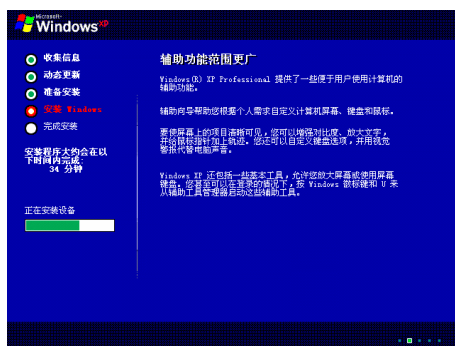 Microsoft
Windows xp
收集信息
动态更新
准备安装
安装 Windows
完成安装
安装程序大约会在以
下时间内完成:
34 分钟
正在安装设备
辅助功能范围更广
Windows(R) XP Professional 提供了一些便于用户使用计算机的
辅助功能。
辅助向导帮助您根据个人需求自定义计算机屏幕、键盘和鼠标。
要使屏幕上的项目清晰可见，您可以增强对比度、放大文字，
并给鼠标指针加上轨迹。您还可以自定义键盘选项，并用视觉
警报代替电脑声音。
Windows XP 还包括一些基本工具，允许您放大屏幕或使用屏幕
键盘。您甚至可以在登录的情况下，按 Windows 徽标键和 U 来
从辅助工具管理器启动这些辅助工具。